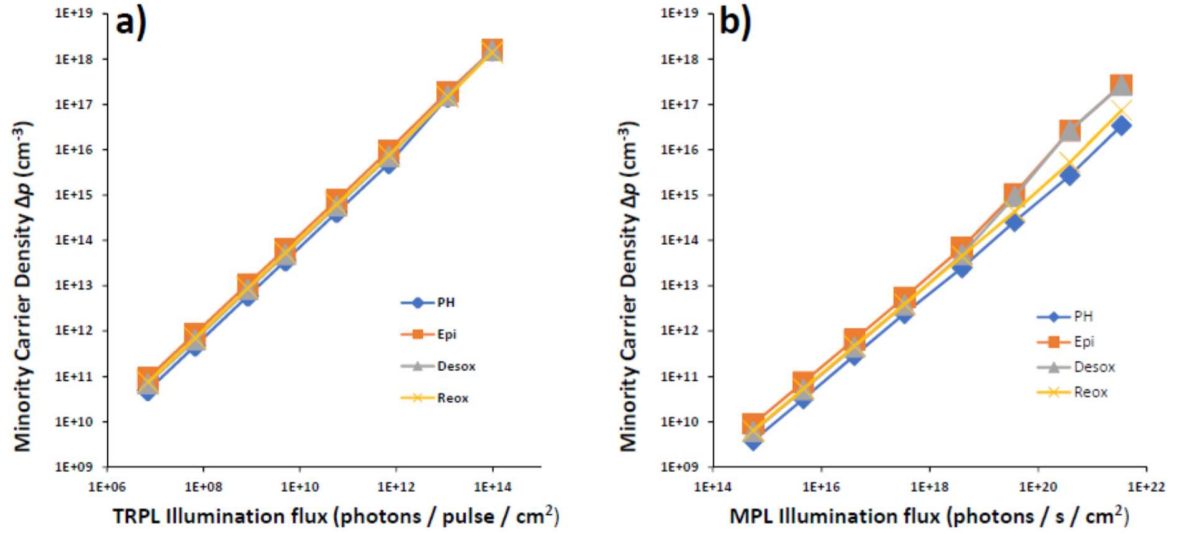 a)
Minority Carrier Density Δp (cm⁻³)
1E+19
1E+18
1E+17
1E+16
1E+15
1E+14
1E+13
1E+12
1E+11
1E+10
1E+09
1E+06
1E+08
1E+10
1E+12
1E+14
TRPL Illumination flux (photons / pulse / cm²)
PH
Epi
Desox
Reox
b)
Minority Carrier Density Δp (cm⁻³)
1E+19
1E+18
1E+17
1E+16
1E+15
1E+14
1E+13
1E+12
1E+11
1E+10
1E+09
1E+14
1E+16
1E+18
1E+20
1E+22
MPL Illumination flux (photons / s / cm²)
PH
Epi
Desox
Reox